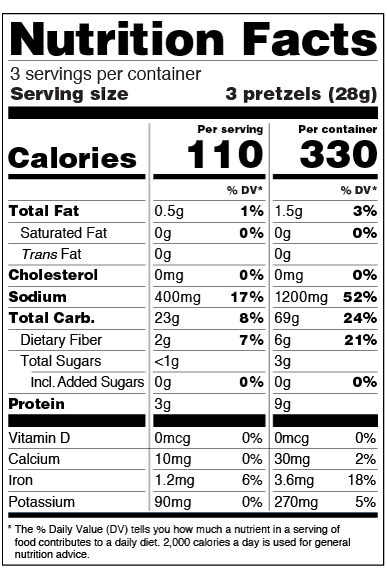 Nutrition Facts
3 servings per container
Serving size 3 pretzels (28g)
Per serving Per container
Calories 110 330
% DV* % DV*
Total Fat 0.5g 1% 1.5g 3%
Saturated Fat 0g 0% 0g 0%
Trans Fat 0g 0g
Cholesterol 0mg 0% 0mg 0%
Sodium 400mg 17% 1200mg 52%
Total Carb. 23g 8% 69g 24%
Dietary Fiber 2g 7% 6g 21%
Total Sugars <1g 3g
Incl. Added Sugars 0g 0% 0g 0%
Protein 3g 9g
Vitamin D 0mcg 0% 0mcg 0%
Calcium 10mg 0% 30mg 2%
Iron 1.2mg 6% 3.6mg 18%
Potassium 90mg 0% 270mg 5%
* The % Daily Value (DV) tells you how much a nutrient in a serving of
food contributes to a daily diet. 2,000 calories a day is used for general
nutrition advice.